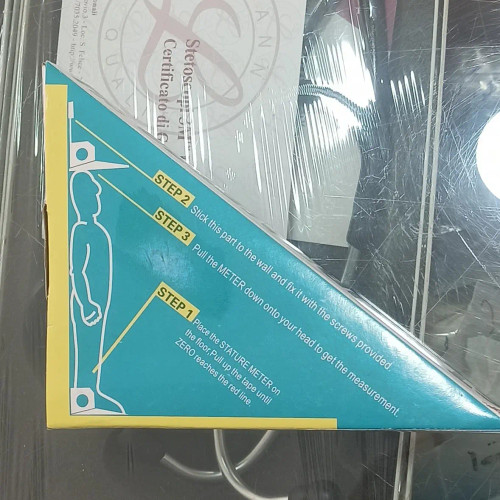 STEP 2
Stick this part to the wall and fix it with the screws provided.
STEP 3
Pull the METER down onto your head to get the measurement.
STEP 1
Place the STATURE METER on
the floor, Pull up the tape until
ZERO reaches the red line.
Certificato di